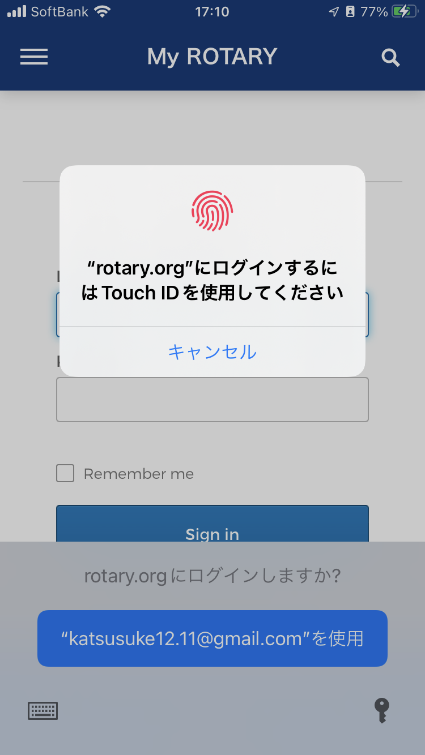 SoftBank 17:10 77%
My ROTARY
“rotary.org”にログインするに
はTouch IDを使用してください
キャンセル
Remember me
Sign in
rotary.orgにログインしますか?
“katsusuke12.11@gmail.com”を使用